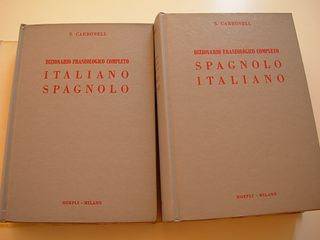 S. CARBONELL
DIZIONARIO FRASEOLOGICO COMPLETO
ITALIANO
SPAGNOLO
HOEPLI - MILANO
S. CARBONELL
DIZIONARIO FRASEOLOGICO COMPLETO
SPAGNOLO
ITALIANO
HOEPLI - MILANO